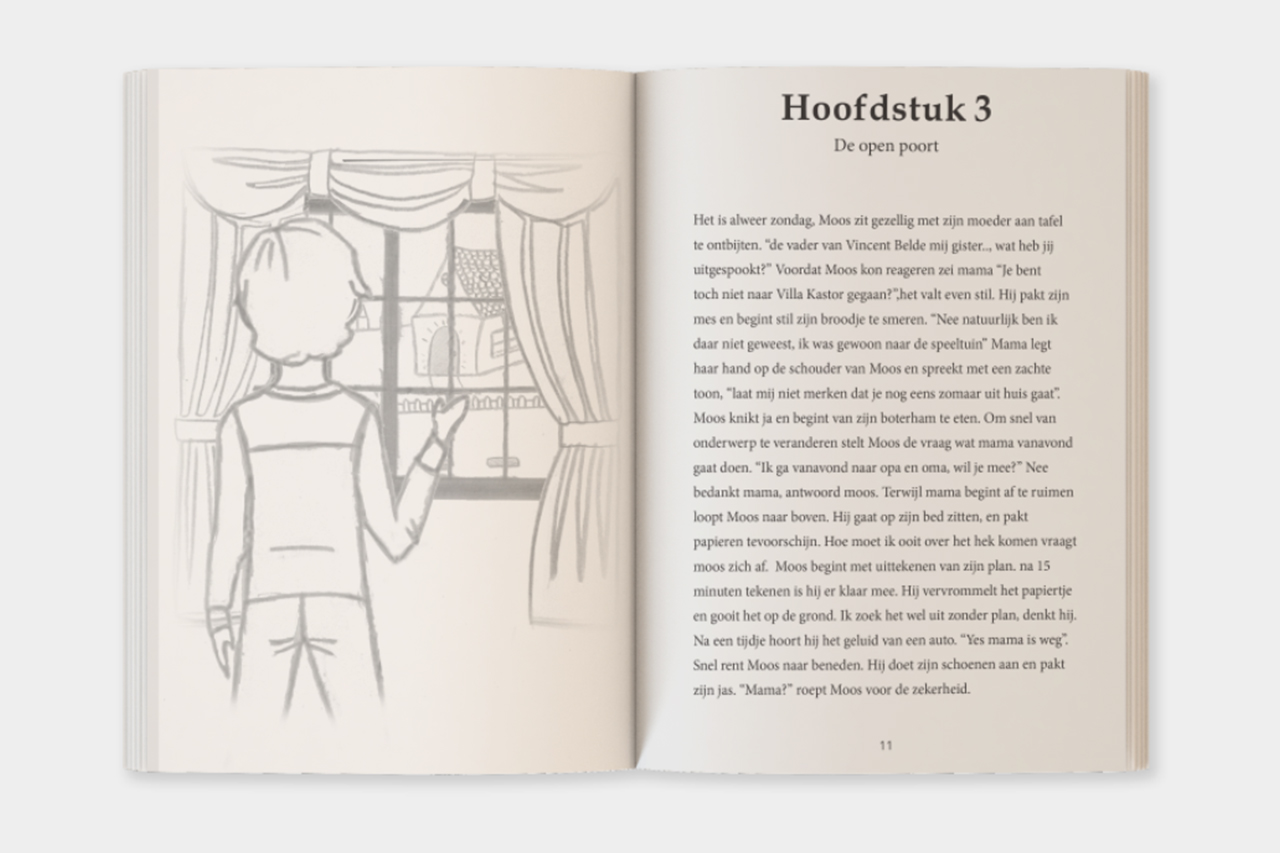 Hoofdstuk 3
De open poort
Het is alweer zondag, Moos zit gezellig met zijn moeder aan tafel
te ontbijten. “de vader van Vincent Belde mij gister.., wat heb jij
uitgespookt?” Voordat Moos kon reageren zei mama “Je bent
toch niet naar Villa Kastor gegaan?”,het valt even stil. Hij pakt zijn
mes en begint stil zijn broodje te smeren. “Nee natuurlijk ben ik
daar niet geweest, ik was gewoon naar de speeltuin” Mama legt
haar hand op de schouder van Moos en spreekt met een zachte
toon, “laat mij niet merken dat je nog eens zomaar uit huis gaat”.
Moos knikt ja en begint van zijn boterham te eten. Om snel van
onderwerp te veranderen stelt Moos de vraag wat mama vanavond
gaat doen. “Ik ga vanavond naar opa en oma, wil je mee?” Nee
bedankt mama, antwoord moos. Terwijl mama begint af te ruimen
loopt Moos naar boven. Hij gaat op zijn bed zitten, en pakt
papieren tevoorschijn. Hoe moet ik ooit over het hek komen vraagt
moos zich af. Moos begint met uittekenen van zijn plan. na 15
minuten tekenen is hij er klaar mee. Hij vervrommelt het papiertje
en gooit het op de grond. Ik zoek het wel uit zonder plan, denkt hij.
Na een tijdje hoort hij het geluid van een auto. “Yes mama is weg”.
Snel rent Moos naar beneden. Hij doet zijn schoenen aan en pakt
zijn jas. “Mama?” roept Moos voor de zekerheid.
11